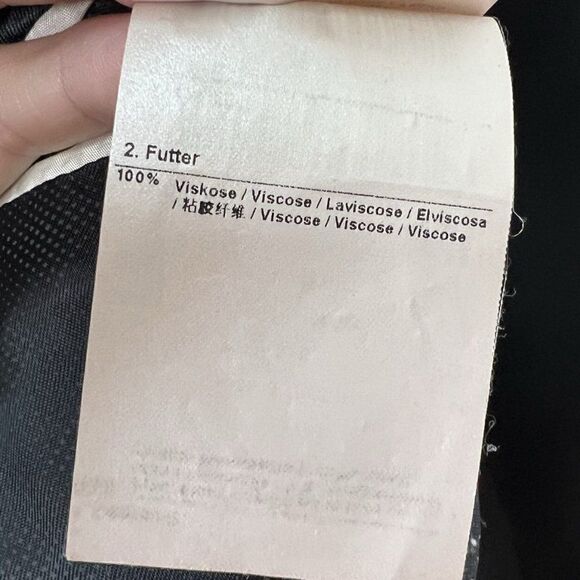 2. Futter
100% Viskose / Viscose / Laviscose / Elviscosa
/ 粘胶纤维 / Viscose / Viscose / Viscose